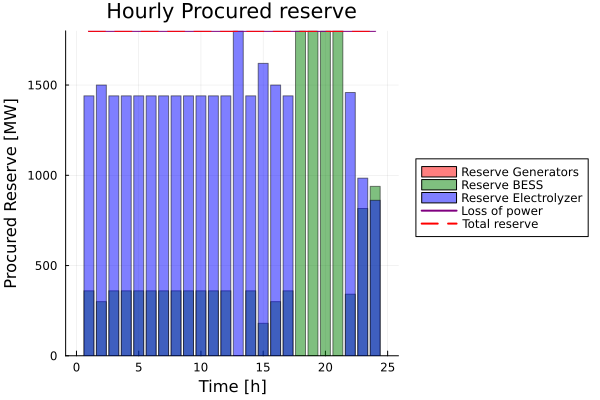 Hourly Procured reserve
Procured Reserve [MW]
1500
1000
500
0
0 5 10 15 20 25
Time [h]
Reserve Generators
Reserve BESS
Reserve Electrolyzer
Loss of power
Total reserve